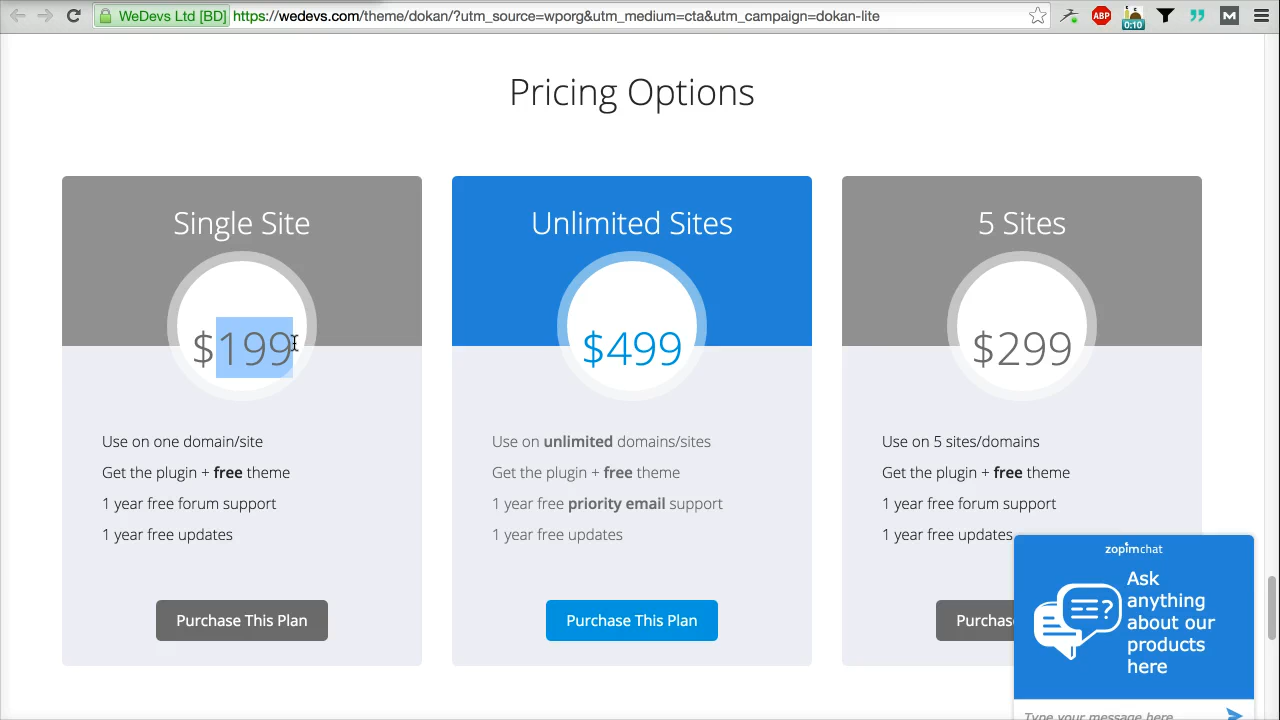 WeDevs Ltd [BD] https://wedevs.com/theme/dokan/?utm_source=wporg&utm_medium=cta&utm_campaign=dokan-lite
ABP
0:10
M
Pricing Options
Single Site
$199
Use on one domain/site
Get the plugin + free theme
1 year free forum support
1 year free updates
Purchase This Plan
Unlimited Sites
$499
Use on unlimited domains/sites
Get the plugin + free theme
1 year free priority email support
1 year free updates
Purchase This Plan
5 Sites
$299
Use on 5 sites/domains
Get the plugin + free theme
1 year free forum support
1 year free updates
Purchas
zopimchat
Ask
anything
about our
products
here
Type your message here